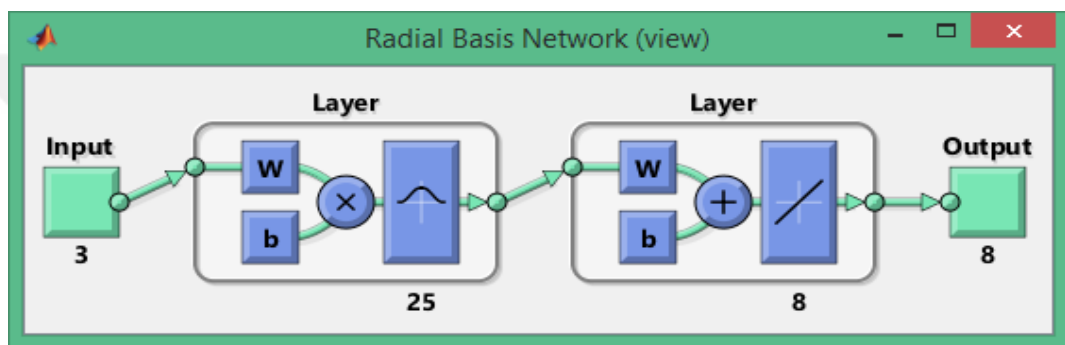 Radial Basis Network (view)
Layer Layer
Input Output
W W
b b
3 8
25 8